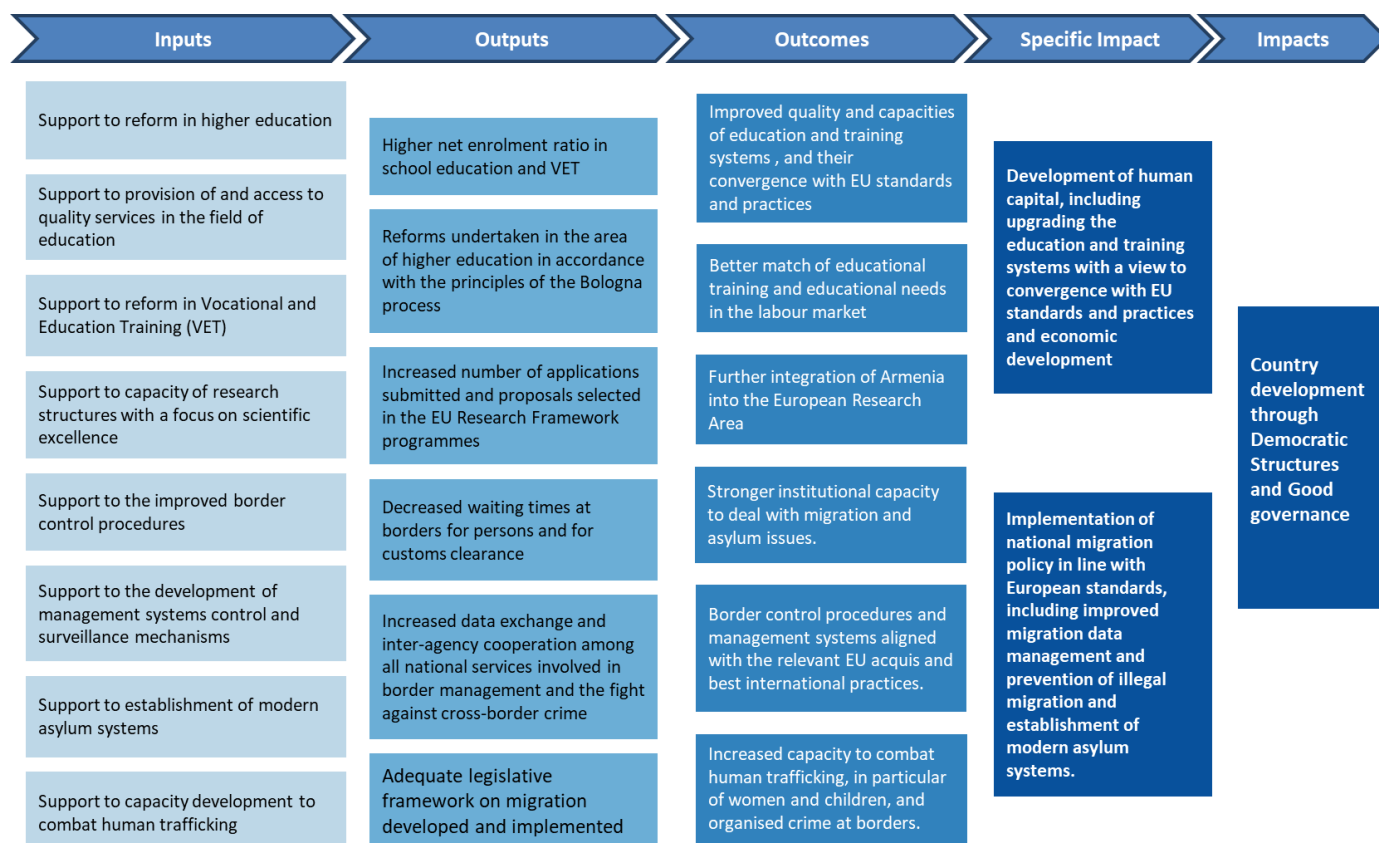 Inputs
Outputs
Outcomes
Specific Impact
Impacts
Support to reform in higher education
Support to provision of and access to
quality services in the field of
education
Support to reform in Vocational and
Education Training (VET)
Support to capacity of research
structures with a focus on scientific
excellence
Support to the improved border
control procedures
Support to the development of
management systems control and
surveillance mechanisms
Support to establishment of modern
asylum systems
Support to capacity development to
combat human trafficking
Higher net enrolment ratio in
school education and VET
Reforms undertaken in the area
of higher education in accordance
with the principles of the Bologna
process
Increased number of applications
submitted and proposals selected
in the EU Research Framework
programmes
Decreased waiting times at
borders for persons and for
customs clearance
Increased data exchange and
inter-agency cooperation among
all national services involved in
border management and the fight
against cross-border crime
Adequate legislative
framework on migration
developed and implemented
Improved quality and capacities
of education and training
systems , and their
convergence with EU standards
and practices
Better match of educational
training and educational needs
in the labour market
Further integration of Armenia
into the European Research
Area
Stronger institutional capacity
to deal with migration and
asylum issues.
Border control procedures and
management systems aligned
with the relevant EU acquis and
best international practices.
Increased capacity to combat
human trafficking, in particular
of women and children, and
organised crime at borders.
Development of human
capital, including
upgrading the
education and training
systems with a view to
convergence with EU
standards and practices
and economic
development
Implementation of
national migration
policy in line with
European standards,
including improved
migration data
management and
prevention of illegal
migration and
establishment of
modern asylum
systems.
Country
development
through
Democratic
Structures
and Good
governance